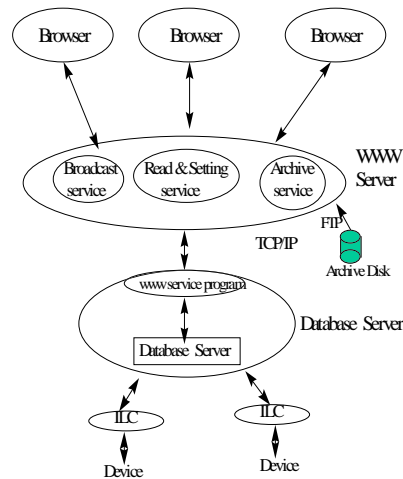 Browser
Browser
Browser
Broadcast
service
Read & Setting
service
Archive
service
WWW
Server
FTP
TCP/IP
Archive Disk
www service program
Database Server
Database Server
ILC
ILC
Device
Device